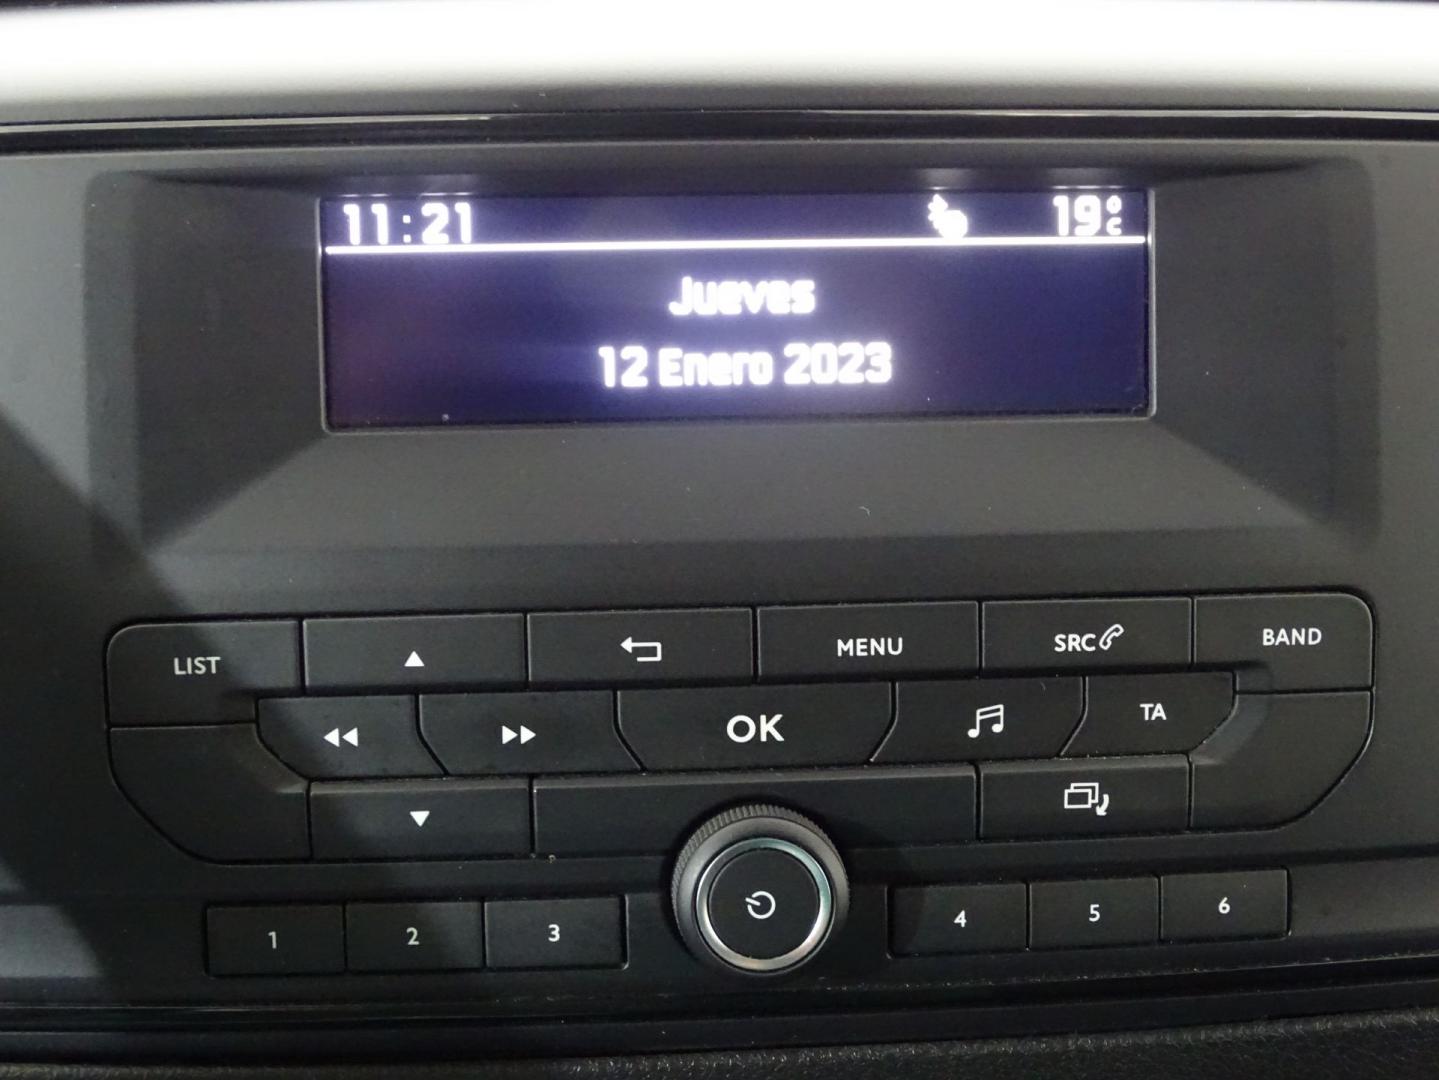 11:21 19°C
Jueves
12 Enero 2023
LIST MENU SRC BAND
OK TA
1 2 3 4 5 6